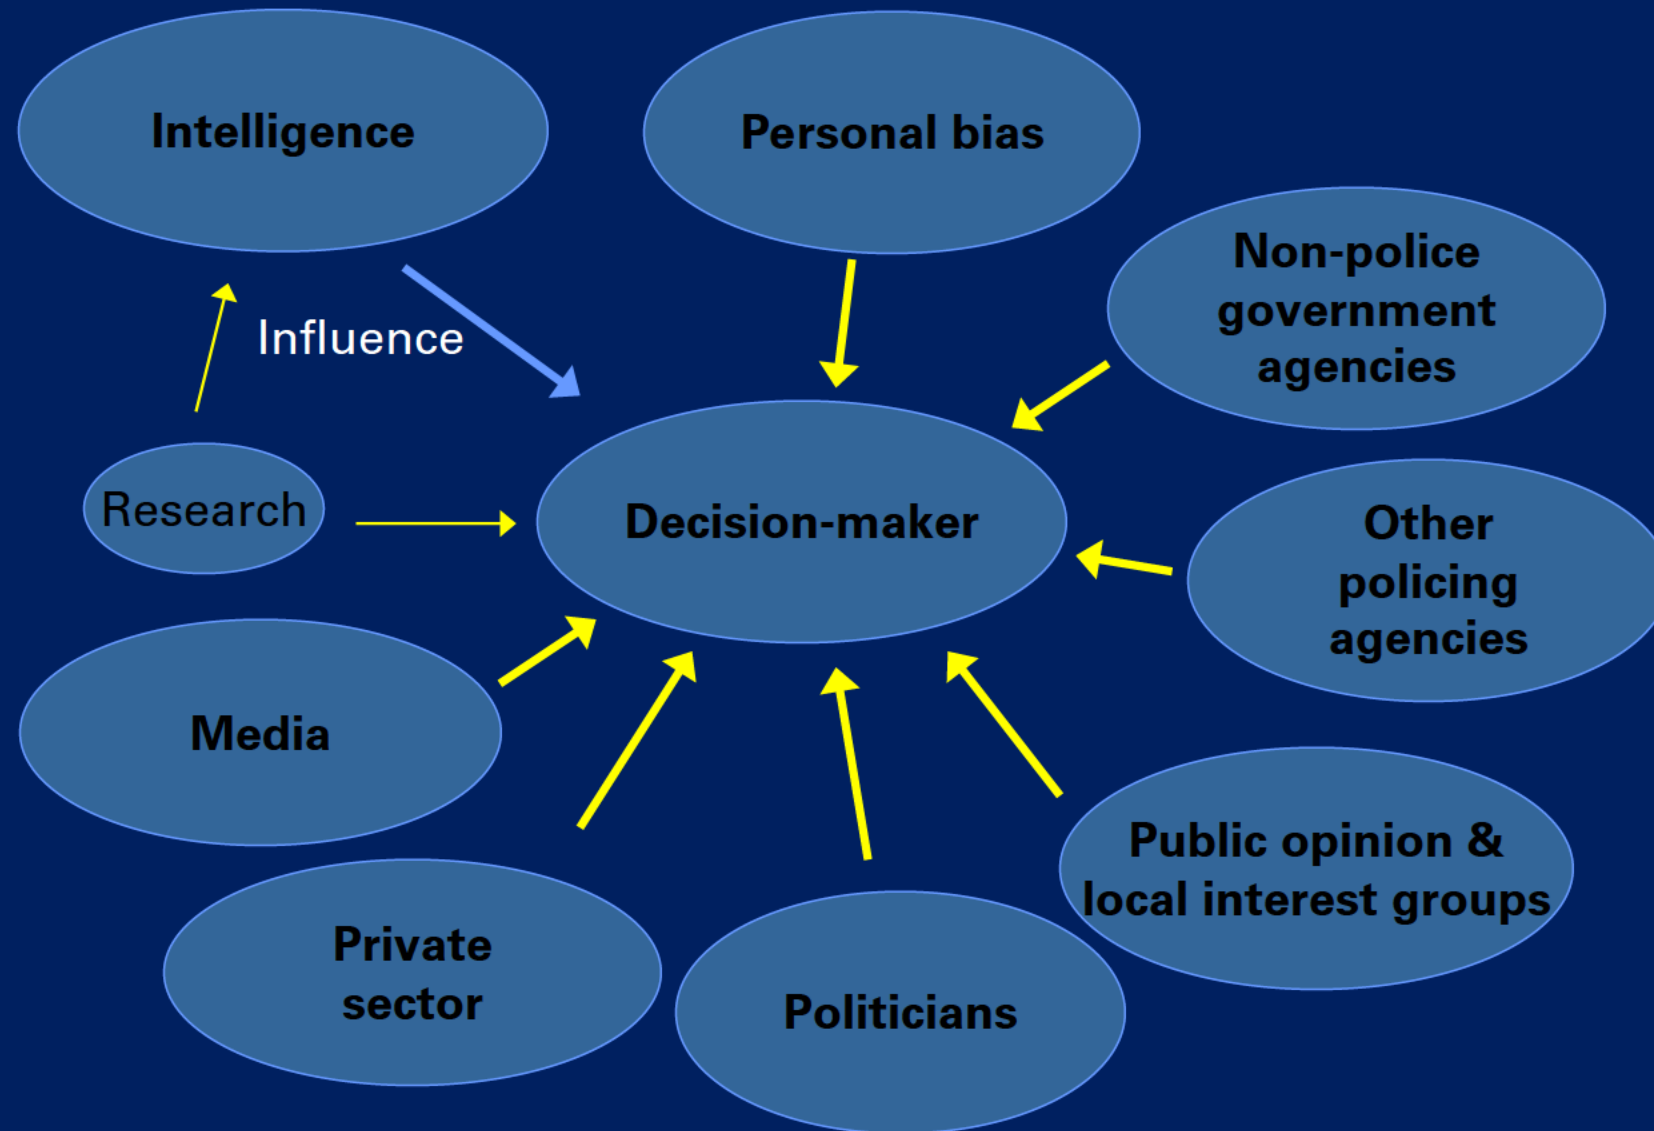 Intelligence
Personal bias
Non-police
government
agencies
Influence
Research
Decision-maker
Other
policing
agencies
Media
Public opinion &
local interest groups
Private
sector
Politicians